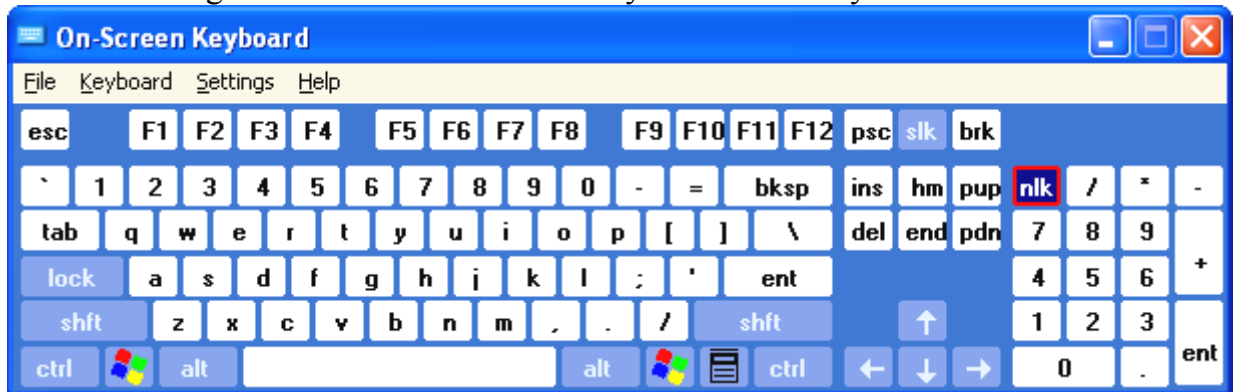 On-Screen Keyboard
File Keyboard Settings Help
esc F1 F2 F3 F4 F5 F6 F7 F8 F9 F10 F11 F12 psc slk brk
` 1 2 3 4 5 6 7 8 9 0 - = bksp ins hm pup nlk / * -
tab q w e r t y u i o p [ ] \ del end pdn 7 8 9 +
lock a s d f g h j k l ; ' ent 4 5 6
shft z x c v b n m , . / shft ↑ 1 2 3 ent
ctrl alt alt ctrl ← ↓ → 0 .